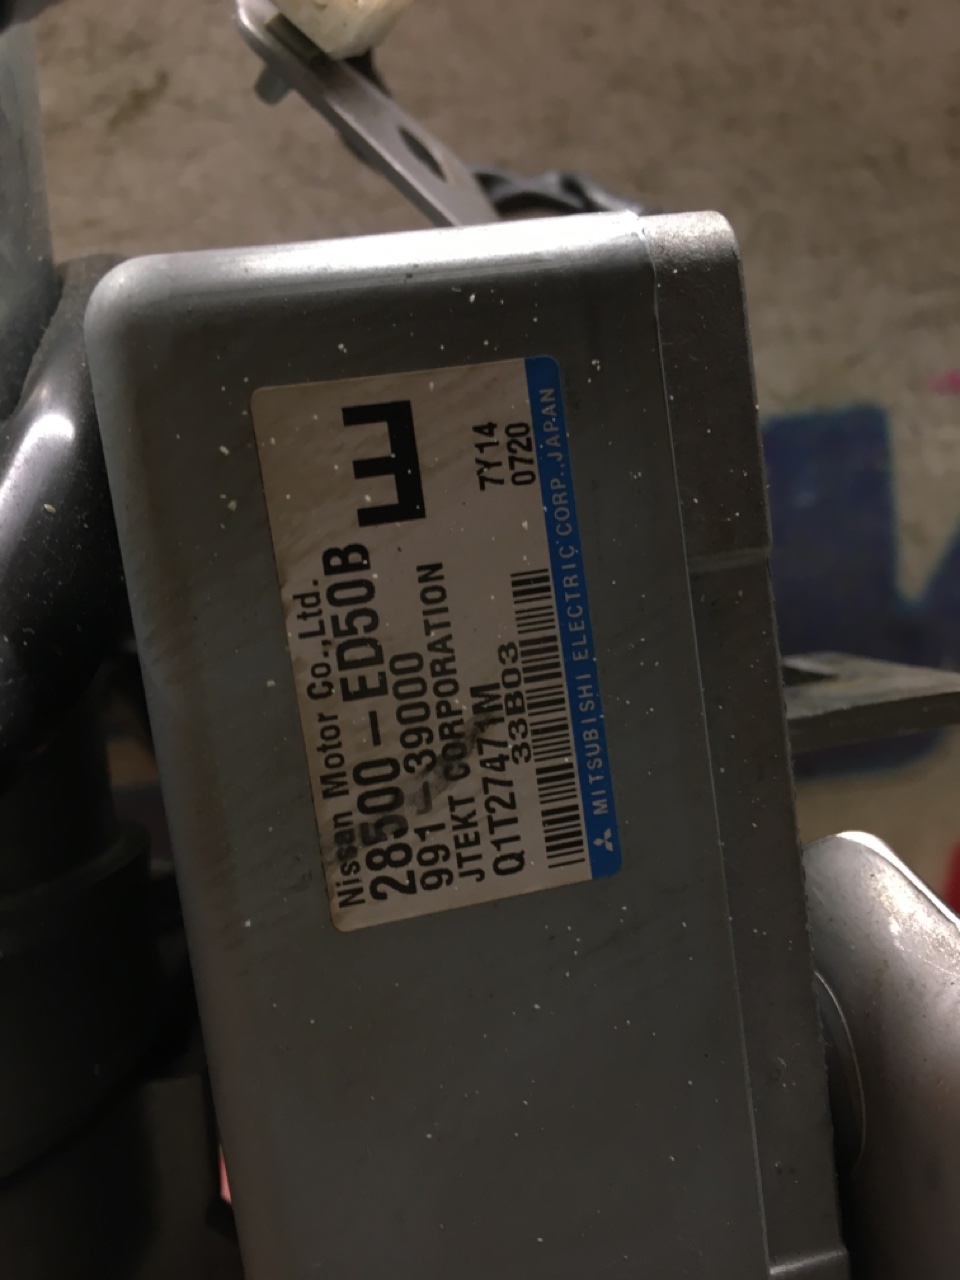 Nissan Motor Co.,Ltd.
28500-ED50B
E
991-39000
JTEKT CORPORATION
7Y14
Q1T27471M
0720
33B03
MITSUBISHI ELECTRIC CORP.,JAPAN